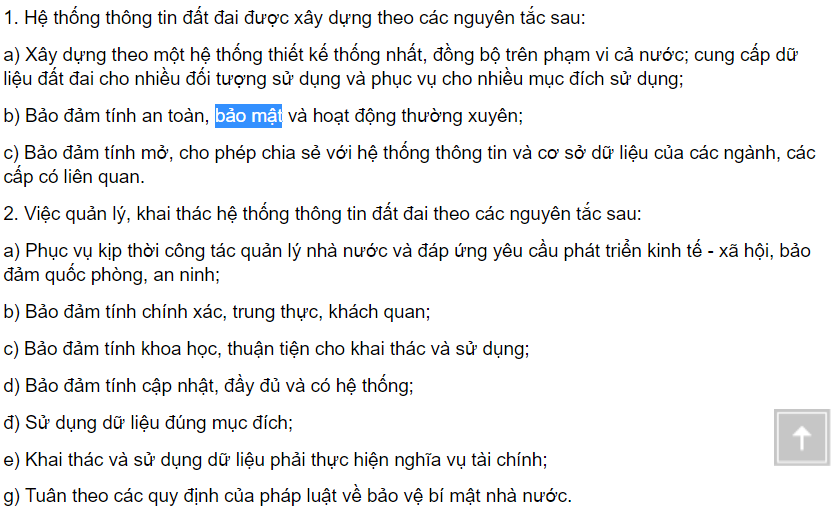 1. Hệ thống thông tin đất đai được xây dựng theo các nguyên tắc sau:
a) Xây dựng theo một hệ thống thiết kế thống nhất, đồng bộ trên phạm vi cả nước; cung cấp dữ
liệu đất đai cho nhiều đối tượng sử dụng và phục vụ cho nhiều mục đích sử dụng;
b) Bảo đảm tính an toàn, bảo mật và hoạt động thường xuyên;
c) Bảo đảm tính mở, cho phép chia sẻ với hệ thống thông tin và cơ sở dữ liệu của các ngành, các
cấp có liên quan.
2. Việc quản lý, khai thác hệ thống thông tin đất đai theo các nguyên tắc sau:
a) Phục vụ kịp thời công tác quản lý nhà nước và đáp ứng yêu cầu phát triển kinh tế - xã hội, bảo
đảm quốc phòng, an ninh;
b) Bảo đảm tính chính xác, trung thực, khách quan;
c) Bảo đảm tính khoa học, thuận tiện cho khai thác và sử dụng;
d) Bảo đảm tính cập nhật, đầy đủ và có hệ thống;
đ) Sử dụng dữ liệu đúng mục đích;
e) Khai thác và sử dụng dữ liệu phải thực hiện nghĩa vụ tài chính;
g) Tuân theo các quy định của pháp luật về bảo vệ bí mật nhà nước.